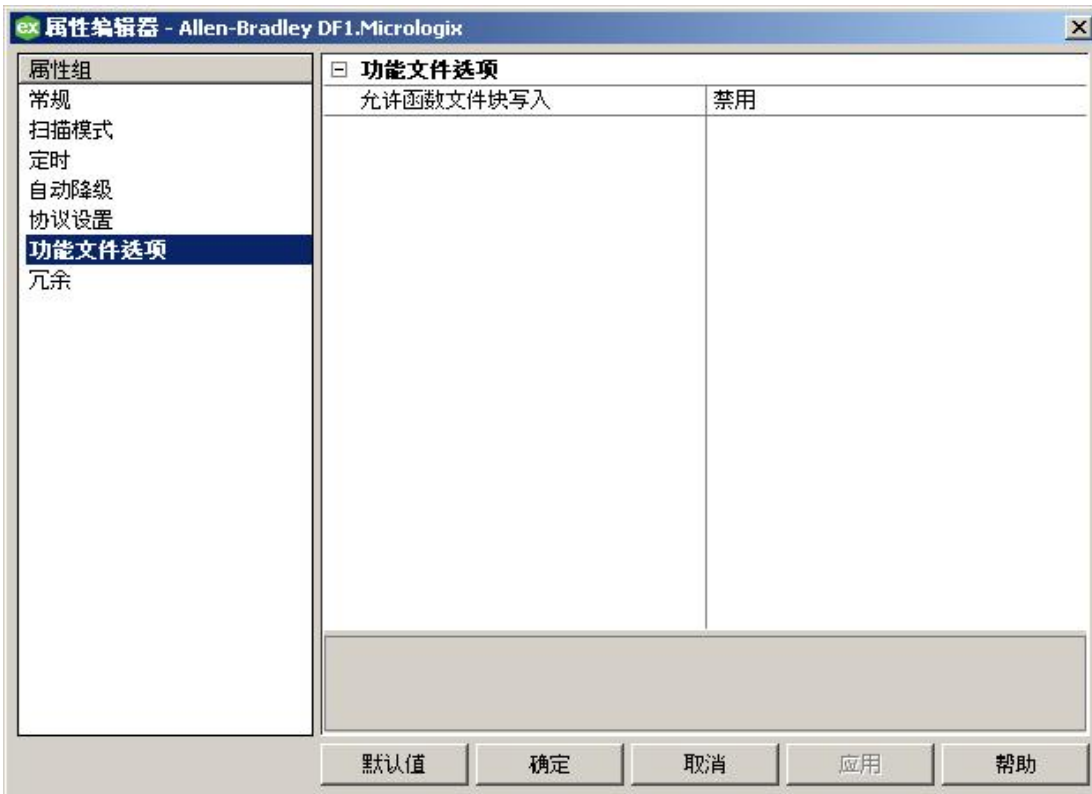 ex 属性编辑器 - Allen-Bradley DF1.Micrologix
属性组
常规
扫描模式
定时
自动降级
协议设置
功能文件选项
冗余
功能文件选项
允许函数文件块写入 禁用
默认值 确定 取消 应用 帮助